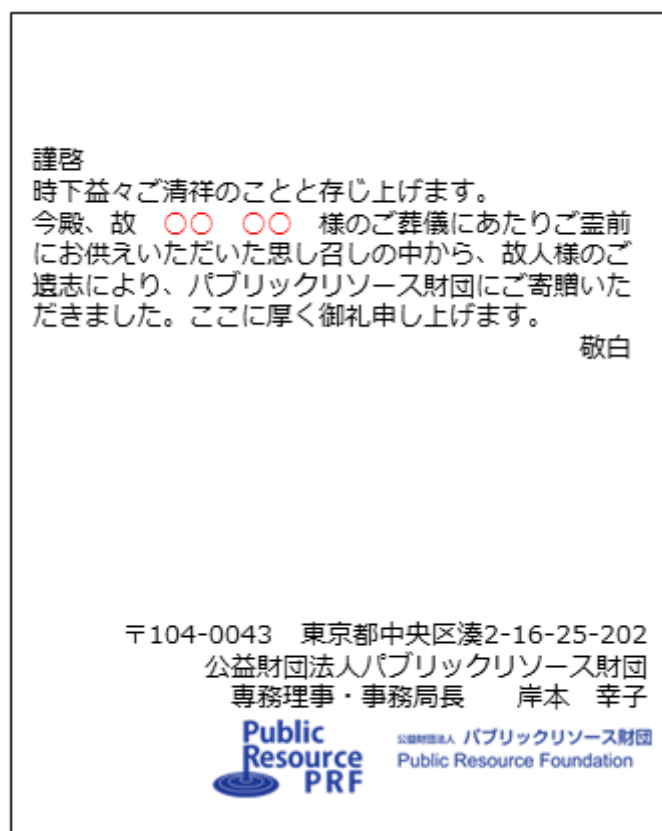 謹啓
時下益々ご清祥のことと存じ上げます。
今殿、故　○○　○○　様のご葬儀にあたりご霊前
にお供えいただいた思し召しの中から、故人様のご
遺志により、パブリックリソース財団にご寄贈いた
だきました。ここに厚く御礼申し上げます。
敬白
〒104-0043　東京都中央区湊2-16-25-202
公益財団法人パブリックリソース財団
専務理事・事務局長　　岸本　幸子
Public
Resource
PRF
公益財団法人 パブリックリソース財団
Public Resource Foundation